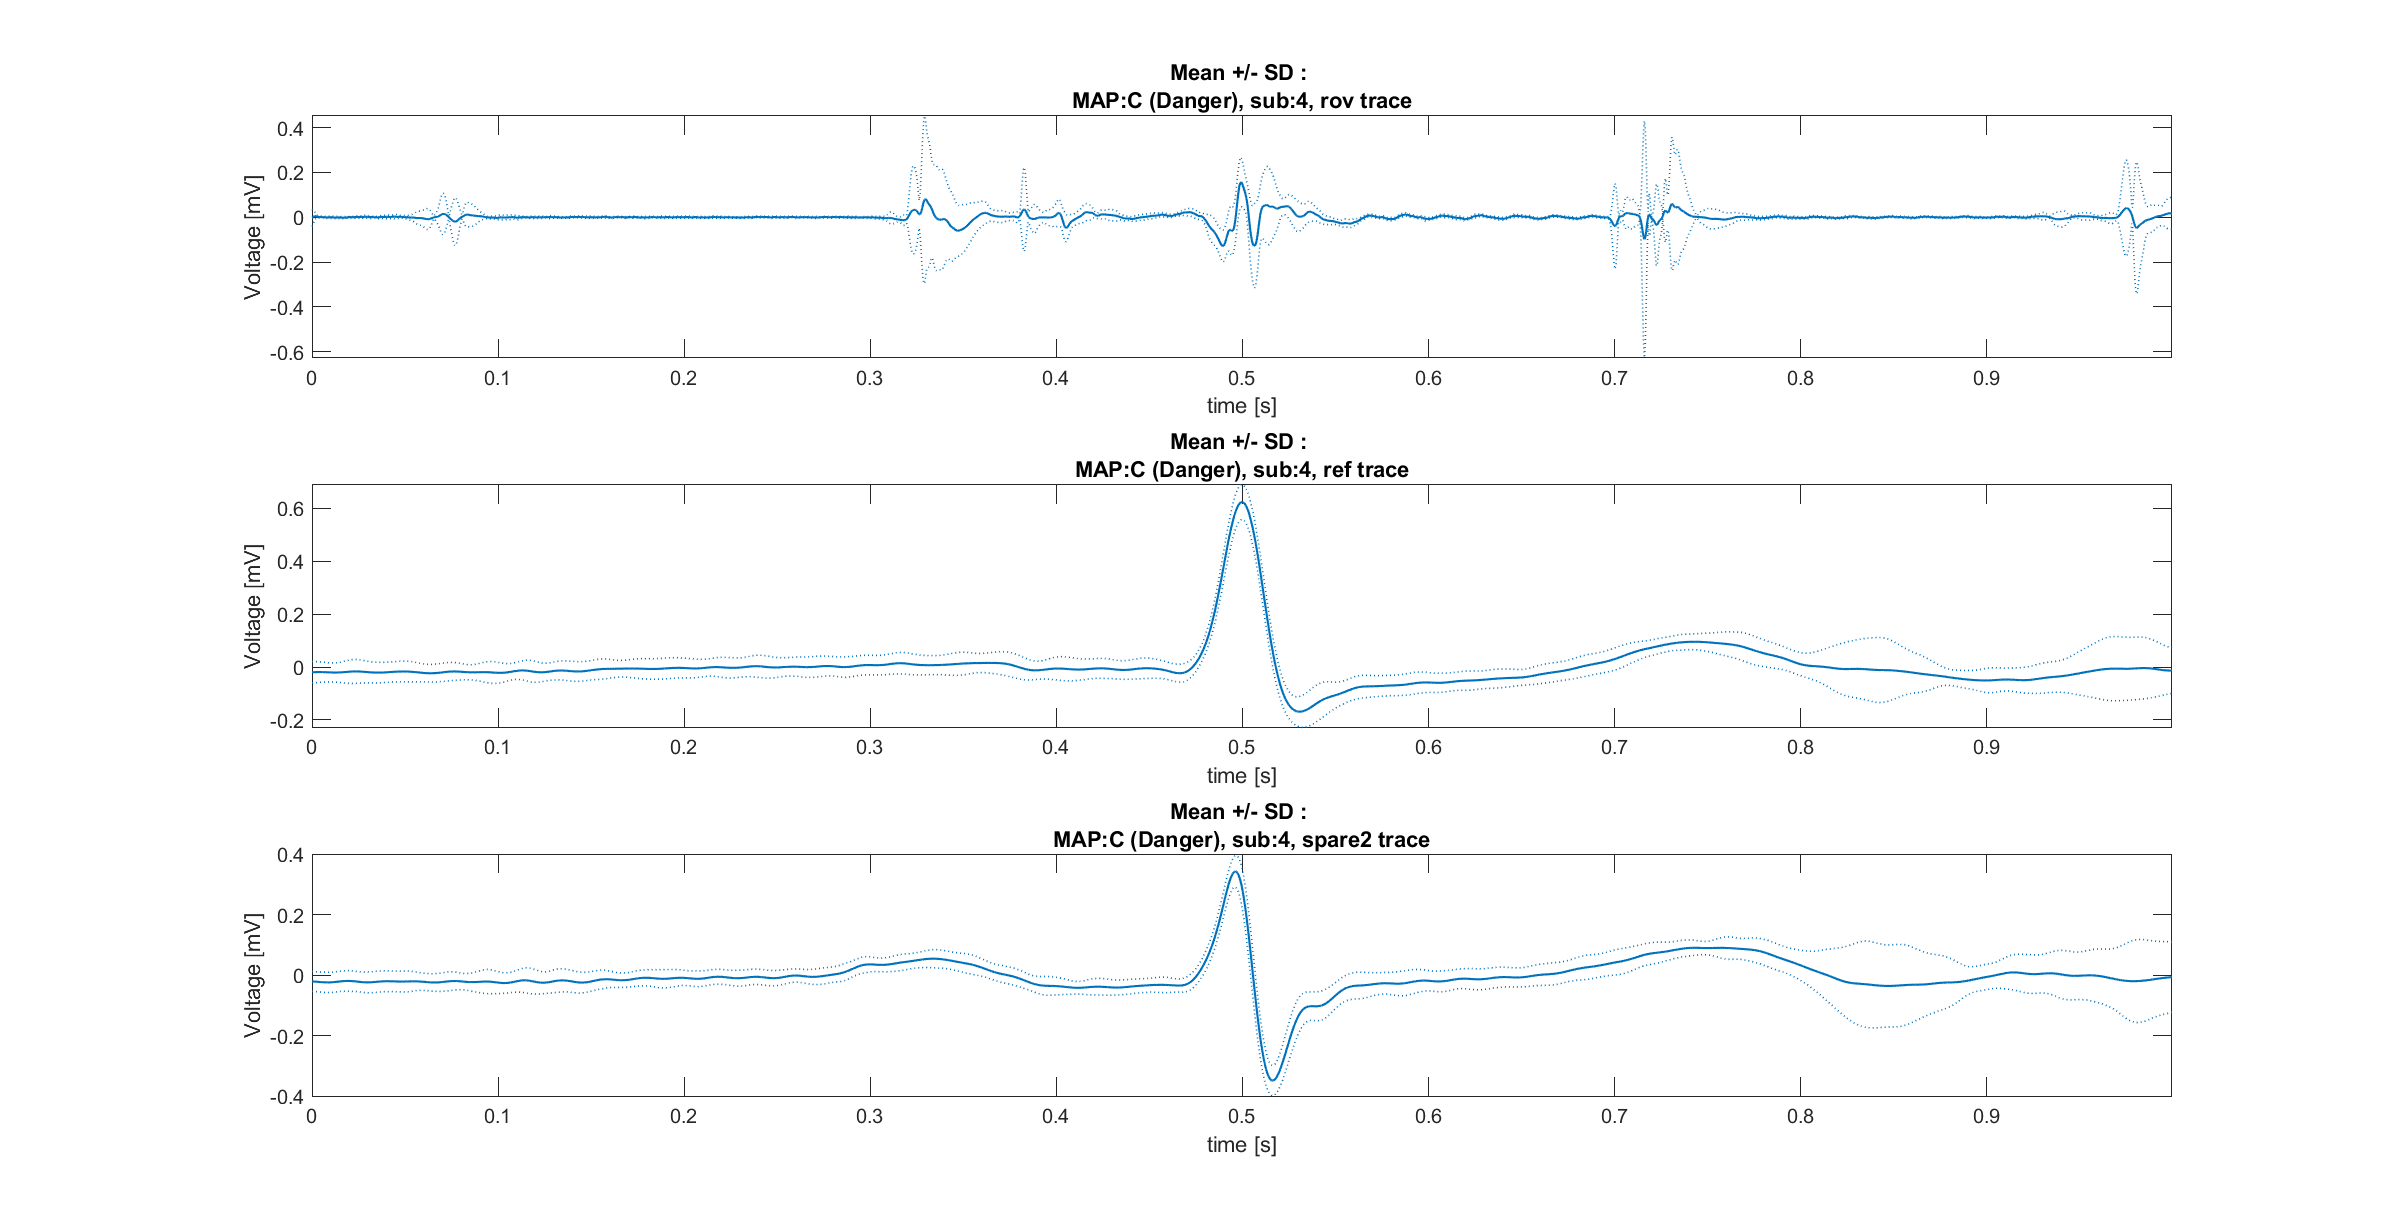 Mean +/- SD :
MAP:C (Danger), sub:4, rov trace
0.4
0.2
0
-0.2
-0.4
-0.6
Voltage [mV]
0 0.1 0.2 0.3 0.4 0.5 0.6 0.7 0.8 0.9
time [s]
Mean +/- SD :
MAP:C (Danger), sub:4, ref trace
0.6
0.4
0.2
0
-0.2
Voltage [mV]
0 0.1 0.2 0.3 0.4 0.5 0.6 0.7 0.8 0.9
time [s]
Mean +/- SD :
MAP:C (Danger), sub:4, spare2 trace
0.4
0.2
0
-0.2
-0.4
Voltage [mV]
0 0.1 0.2 0.3 0.4 0.5 0.6 0.7 0.8 0.9
time [s]